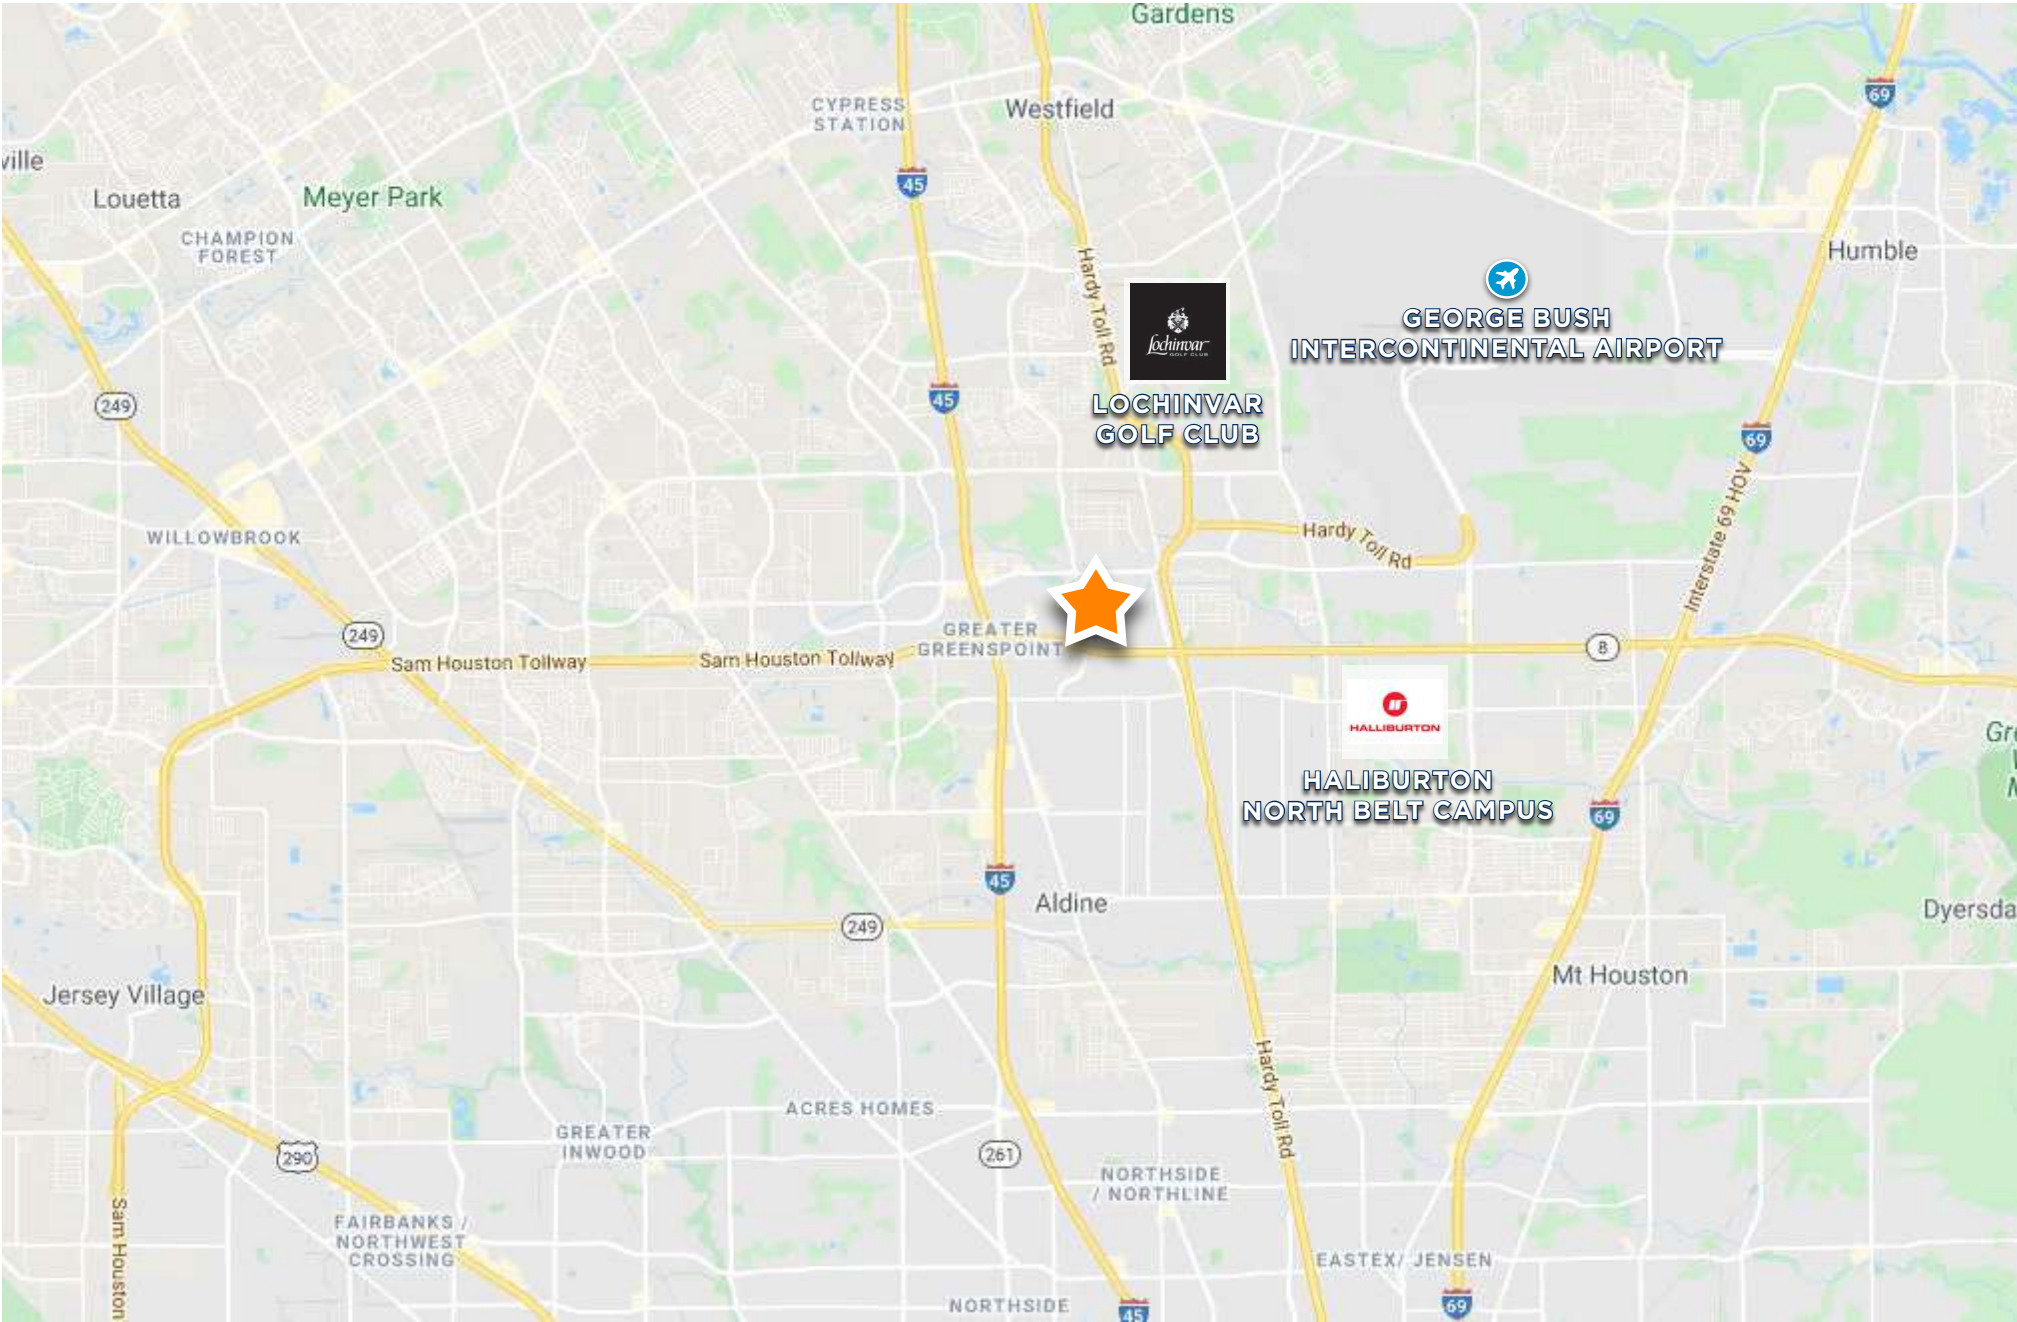 Gardens
CYPRESS
STATION
Westfield
69
ville
45
Louetta
Meyer Park
CHAMPION
FOREST
Humble
Hardy Toll Rd
Lochinvar
GOLF CLUB
GEORGE BUSH
INTERCONTINENTAL AIRPORT
249
45
LOCHINVAR
GOLF CLUB
69
WILLOWBROOK
Hardy Toll Rd
Interstate 69 HOV
249
GREATER
GREENSPOINT
Sam Houston Tollway
Sam Houston Tollway
8
HALLIBURTON
Gre
HALIBURTON
NORTH BELT CAMPUS
69
45
Aldine
249
Dyersda
Mt Houston
Jersey Village
Hardy Toll Rd
ACRES HOMES
GREATER
INWOOD
290
261
NORTHSIDE
/ NORTHLINE
Sam Houston
FAIRBANKS /
NORTHWEST
CROSSING
EASTEX/ JENSEN
NORTHSIDE
45
69